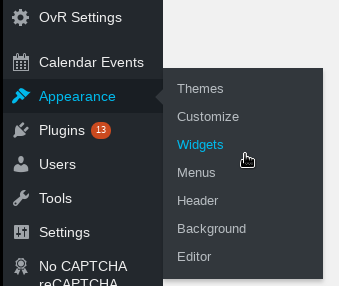 OvR Settings
Calendar Events
Appearance
Plugins 13
Users
Tools
Settings
No CAPTCHA
reCAPTCHA
Themes
Customize
Widgets
Menus
Header
Background
Editor